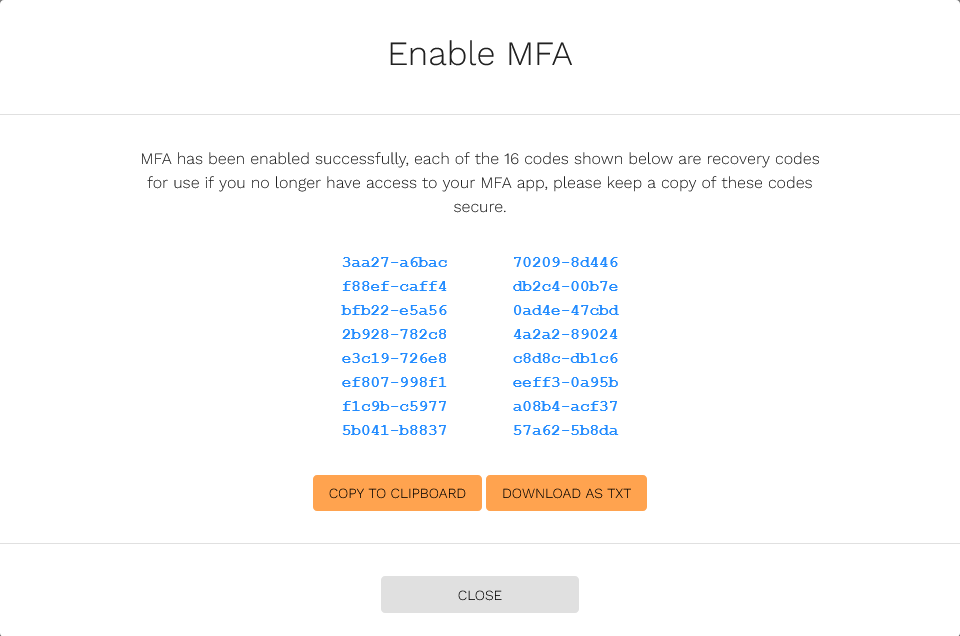 Enable MFA
MFA has been enabled successfully, each of the 16 codes shown below are recovery codes
for use if you no longer have access to your MFA app, please keep a copy of these codes
secure.
3aa27-a6bac 70209-8d446
f88ef-caff4 db2c4-00b7e
bfb22-e5a56 0ad4e-47cbd
2b928-782c8 4a2a2-89024
e3c19-726e8 c8d8c-db1c6
ef807-998f1 eeff3-0a95b
f1c9b-c5977 a08b4-acf37
5b041-b8837 57a62-5b8da
COPY TO CLIPBOARD DOWNLOAD AS TXT
CLOSE